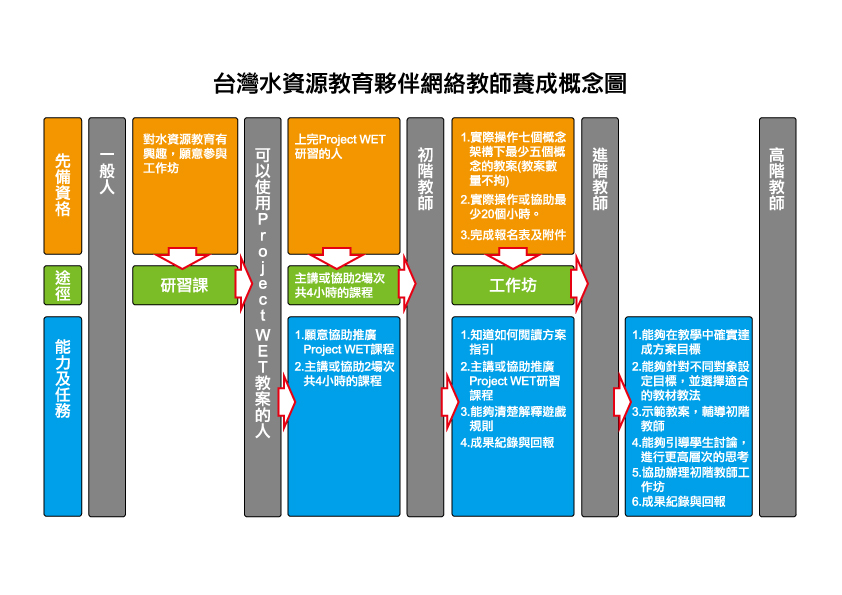 台灣水資源教育夥伴網絡教師養成概念圖
先備資格
一般人
對水資源教育有
興趣，願意參與
工作坊
可以使用Project WET教案的人
上完Project WET
研習的人
初階教師
1.實際操作七個概念
架構下最少五個概
念的教案(教案數
量不拘)
2.實際操作或協助最
少20個小時。
3.完成報名表及附件
進階教師
高階教師
途徑
研習課
主講或協助2場次
共4小時的課程
工作坊
能力及任務
1.願意協助推廣
Project WET課程
2.主講或協助2場次
共4小時的課程
1.知道如何閱讀方案
指引
2.主講或協助推廣
Project WET研習
課程
3.能夠清楚解釋遊戲
規則
4.成果紀錄與回報
1.能夠在教學中確實達
成方案目標
2.能夠針對不同對象設
定目標，並選擇適合
的教材教法
3.示範教案，輔導初階
教師
4.能夠引導學生討論，
進行更高層次的思考
5.協助辦理初階教師工
作坊
6.成果紀錄與回報